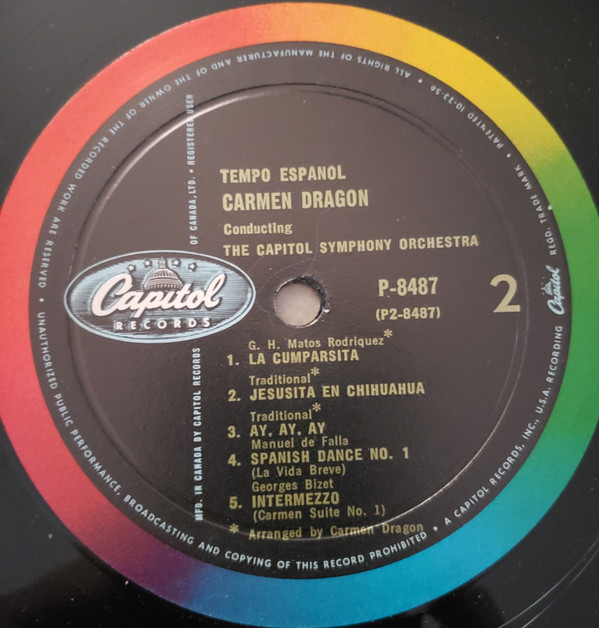 TEMPO ESPANOL
CARMEN DRAGON
Conducting
THE CAPITOL SYMPHONY ORCHESTRA
Capitol
RECORDS
P-8487
(P2-8487)
2
G. H. Matos Rodriquez*
1. LA CUMPARSITA
Traditional*
2. JESUSITA EN CHIHUAHUA
Traditional*
3. AY, AY, AY
Manuel de Falla
4. SPANISH DANCE NO. 1
(La Vida Breve)
Georges Bizet
5. INTERMEZZO
(Carmen Suite No. 1)
* Arranged by Carmen Dragon
MFD. IN CANADA BY CAPITOL RECORDS OF CANADA, LTD. • REGISTERED USER
Capitol REGD. TRADE MARK • PATENTED 10-23-56 • ALL RIGHTS OF THE MANUFACTURER AND OF THE OWNER OF THE RECORDED WORK ARE RESERVED • UNAUTHORIZED PUBLIC PERFORMANCE, BROADCASTING AND COPYING OF THIS RECORD PROHIBITED • A CAPITOL RECORDS, INC., U.S.A. RECORDING